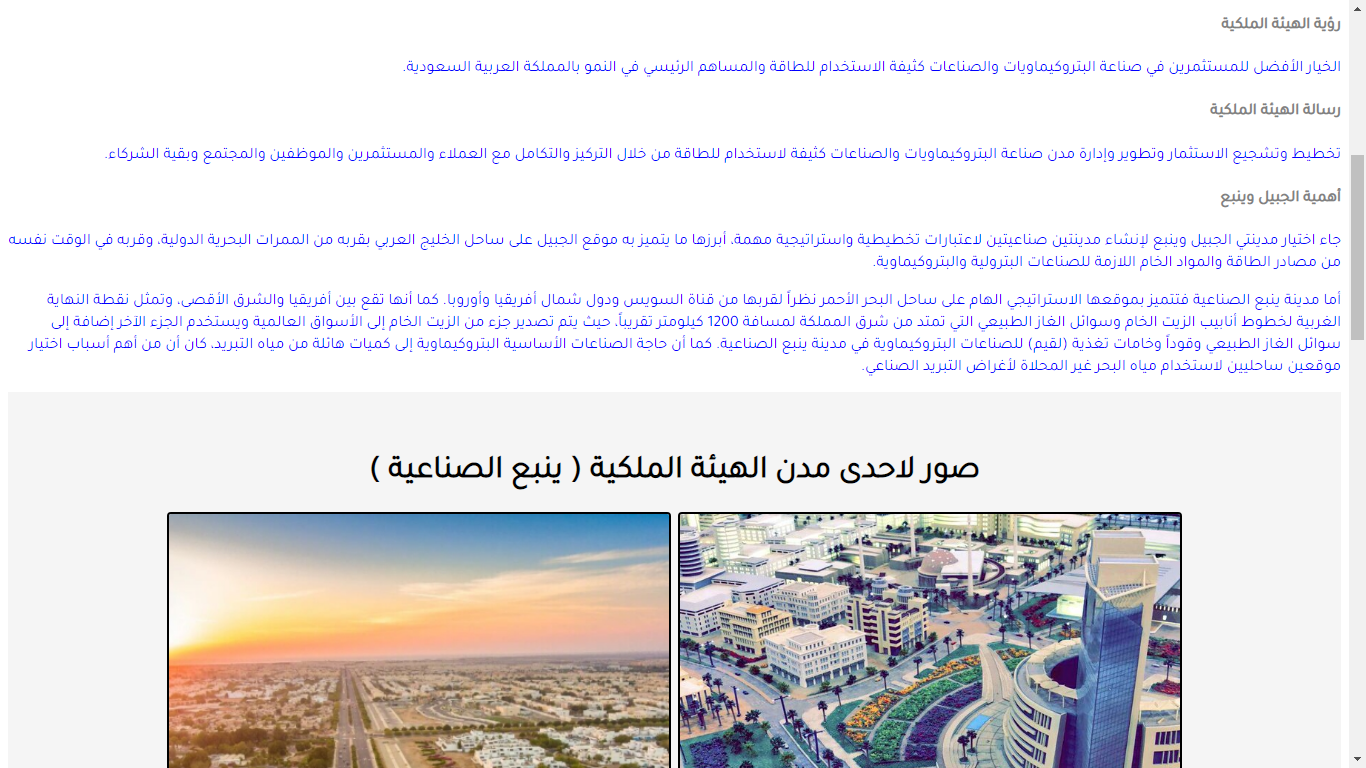 رؤية الهيئة الملكية
الخيار الأفضل للمستثمرين في صناعة البتروكيماويات والصناعات كثيفة الاستخدام للطاقة والمساهم الرئيسي في النمو بالمملكة العربية السعودية.
رسالة الهيئة الملكية
تخطيط وتشجيع الاستثمار وتطوير وإدارة مدن صناعة البتروكيماويات والصناعات كثيفة لاستخدام للطاقة من خلال التركيز والتكامل مع العملاء والمستثمرين والموظفين والمجتمع وبقية الشركاء.
أهمية الجبيل وينبع
جاء اختيار مدينتي الجبيل وينبع لإنشاء مدينتين صناعيتين لاعتبارات تخطيطية واستراتيجية مهمة، أبرزها ما يتميز به موقع الجبيل على ساحل الخليج العربي بقربه من الممرات البحرية الدولية، وقربه في الوقت نفسه
من مصادر الطاقة والمواد الخام اللازمة للصناعات البترولية والبتروكيماوية.
أما مدينة ينبع الصناعية فتتميز بموقعها الاستراتيجي الهام على ساحل البحر الأحمر نظراً لقربها من قناة السويس ودول شمال أفريقيا وأوروبا. كما أنها تقع بين أفريقيا والشرق الأقصى، وتمثل نقطة النهاية
الغربية لخطوط أنابيب الزيت الخام وسوائل الغاز الطبيعي التي تمتد من شرق المملكة لمسافة 1200 كيلومتر تقريباً، حيث يتم تصدير جزء من الزيت الخام إلى الأسواق العالمية ويستخدم الجزء الآخر إضافة إلى
سوائل الغاز الطبيعي وقوداً وخامات تغذية (لقيم) للصناعات البتروكيماوية في مدينة ينبع الصناعية. كما أن حاجة الصناعات الأساسية البتروكيماوية إلى كميات هائلة من مياه التبريد، كان أن من أهم أسباب اختيار
موقعين ساحليين لاستخدام مياه البحر غير المحلاة لأغراض التبريد الصناعي.
صور لاحدى مدن الهيئة الملكية ( ينبع الصناعية )